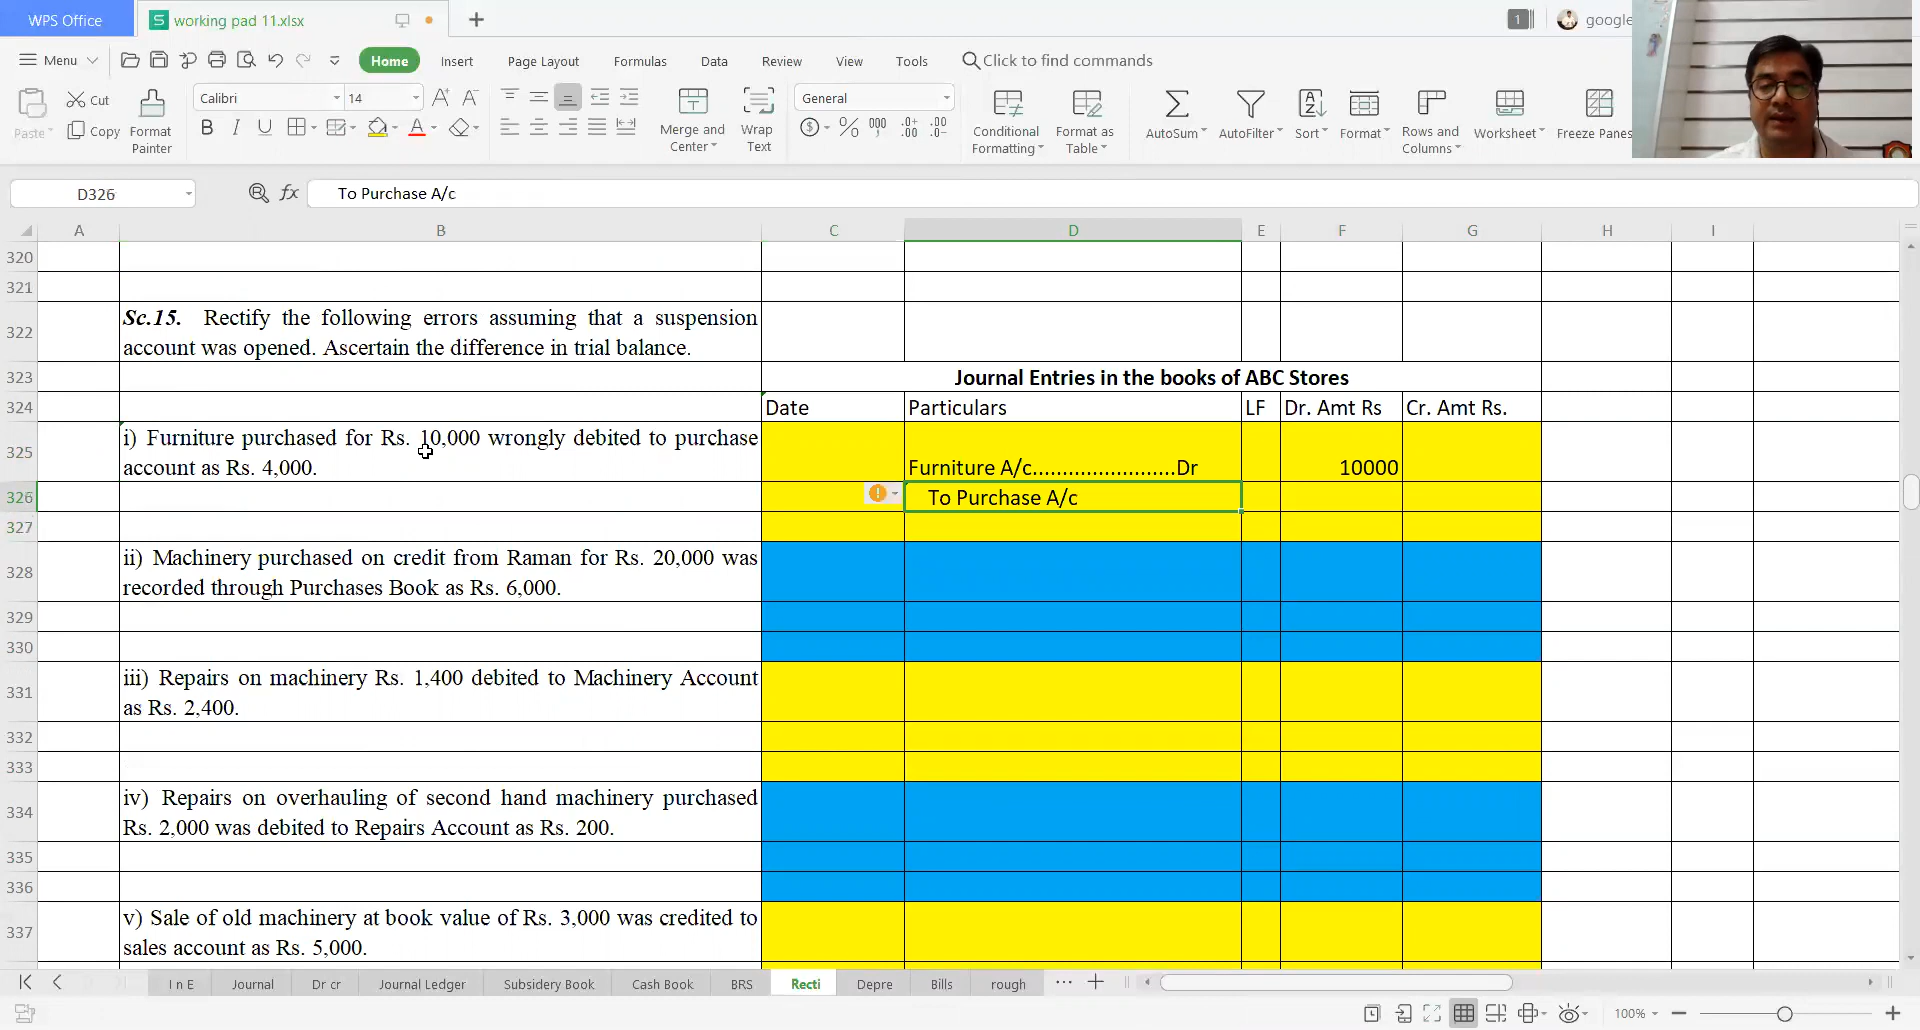 WPS Office
S working pad 11.xlsx
1
google
Menu
Home
Insert
Page Layout
Formulas
Data
Review
View
Tools
Click to find commands
Paste
Cut
Copy
Format Painter
Calibri
14
B I U
Merge and Center
Wrap Text
General
Conditional Formatting
Format as Table
AutoSum
AutoFilter
Sort
Format
Rows and Columns
Worksheet
Freeze Panes
D326
fx
To Purchase A/c
A B C D E F G H I
320
321
322 Sc.15. Rectify the following errors assuming that a suspension
account was opened. Ascertain the difference in trial balance.
323 Journal Entries in the books of ABC Stores
324 Date Particulars LF Dr. Amt Rs Cr. Amt Rs.
325 i) Furniture purchased for Rs. 10,000 wrongly debited to purchase
account as Rs. 4,000. Furniture A/c........................Dr 10000
326 To Purchase A/c
327
328 ii) Machinery purchased on credit from Raman for Rs. 20,000 was
recorded through Purchases Book as Rs. 6,000.
329
330
331 iii) Repairs on machinery Rs. 1,400 debited to Machinery Account
as Rs. 2,400.
332
333
334 iv) Repairs on overhauling of second hand machinery purchased
Rs. 2,000 was debited to Repairs Account as Rs. 200.
335
336
337 v) Sale of old machinery at book value of Rs. 3,000 was credited to
sales account as Rs. 5,000.
I n E
Journal
Dr cr
Journal Ledger
Subsidery Book
Cash Book
BRS
Recti
Depre
Bills
rough
100%